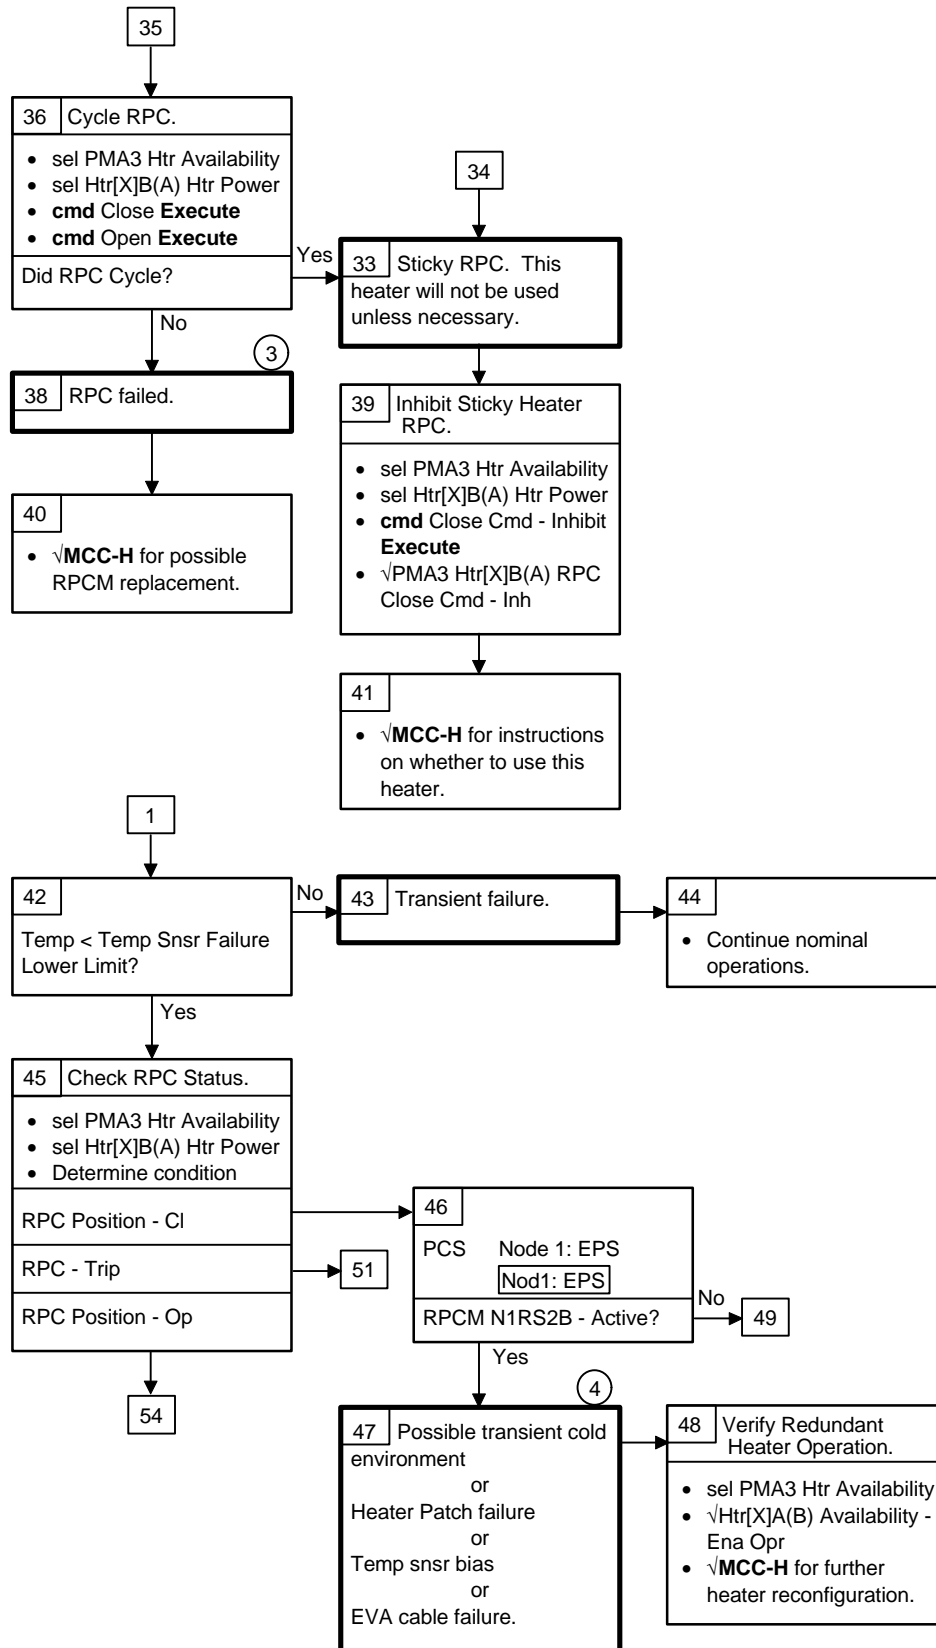 35
36 Cycle RPC.
• sel PMA3 Htr Availability
• sel Htr[X]B(A) Htr Power
• cmd Close Execute
• cmd Open Execute
Did RPC Cycle?
Yes
No
34
33 Sticky RPC. This
heater will not be used
unless necessary.
3
38 RPC failed.
39 Inhibit Sticky Heater
RPC.
• sel PMA3 Htr Availability
• sel Htr[X]B(A) Htr Power
• cmd Close Cmd - Inhibit
Execute
• √PMA3 Htr[X]B(A) RPC
Close Cmd - Inh
40
• √MCC-H for possible
RPCM replacement.
41
• √MCC-H for instructions
on whether to use this
heater.
1
42
Temp < Temp Snsr Failure
Lower Limit?
No
43 Transient failure.
44
• Continue nominal
operations.
Yes
45 Check RPC Status.
• sel PMA3 Htr Availability
• sel Htr[X]B(A) Htr Power
• Determine condition
RPC Position - Cl
RPC - Trip
51
RPC Position - Op
54
46
PCS Node 1: EPS
Nod1: EPS
RPCM N1RS2B - Active?
No
49
Yes
4
47 Possible transient cold
environment
or
Heater Patch failure
or
Temp snsr bias
or
EVA cable failure.
48 Verify Redundant
Heater Operation.
• sel PMA3 Htr Availability
• √Htr[X]A(B) Availability -
Ena Opr
• √MCC-H for further
heater reconfiguration.